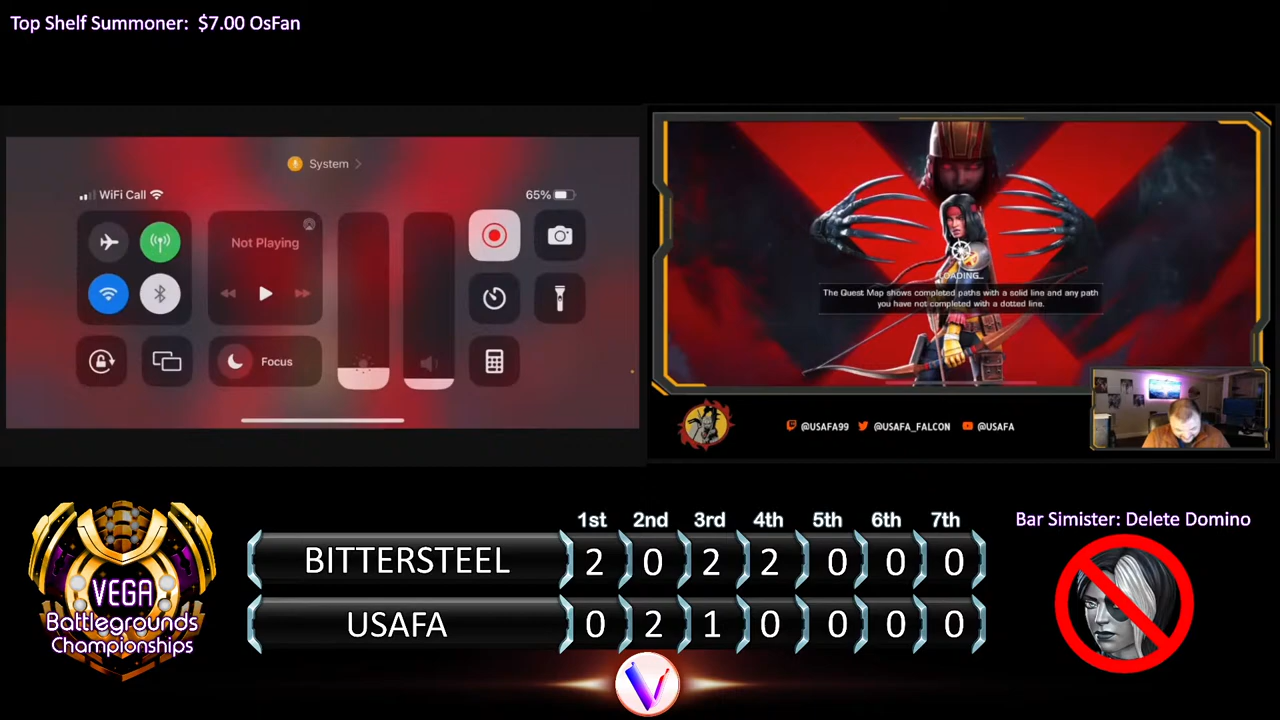 Top Shelf Summoner: $7.00 OsFan
System
WiFi Call
65%
Not Playing
Focus
LOADING...
The Quest Map shows completed paths with a solid line and any path
you have not completed with a dotted line.
@USAFA99 @USAFA_FALCON @USAFA
1st 2nd 3rd 4th 5th 6th 7th
BITTERSTEEL 2 0 2 2 0 0 0
USAFA 0 2 1 0 0 0 0
VEGA
Battlegrounds
Championships
V
Bar Simister: Delete Domino